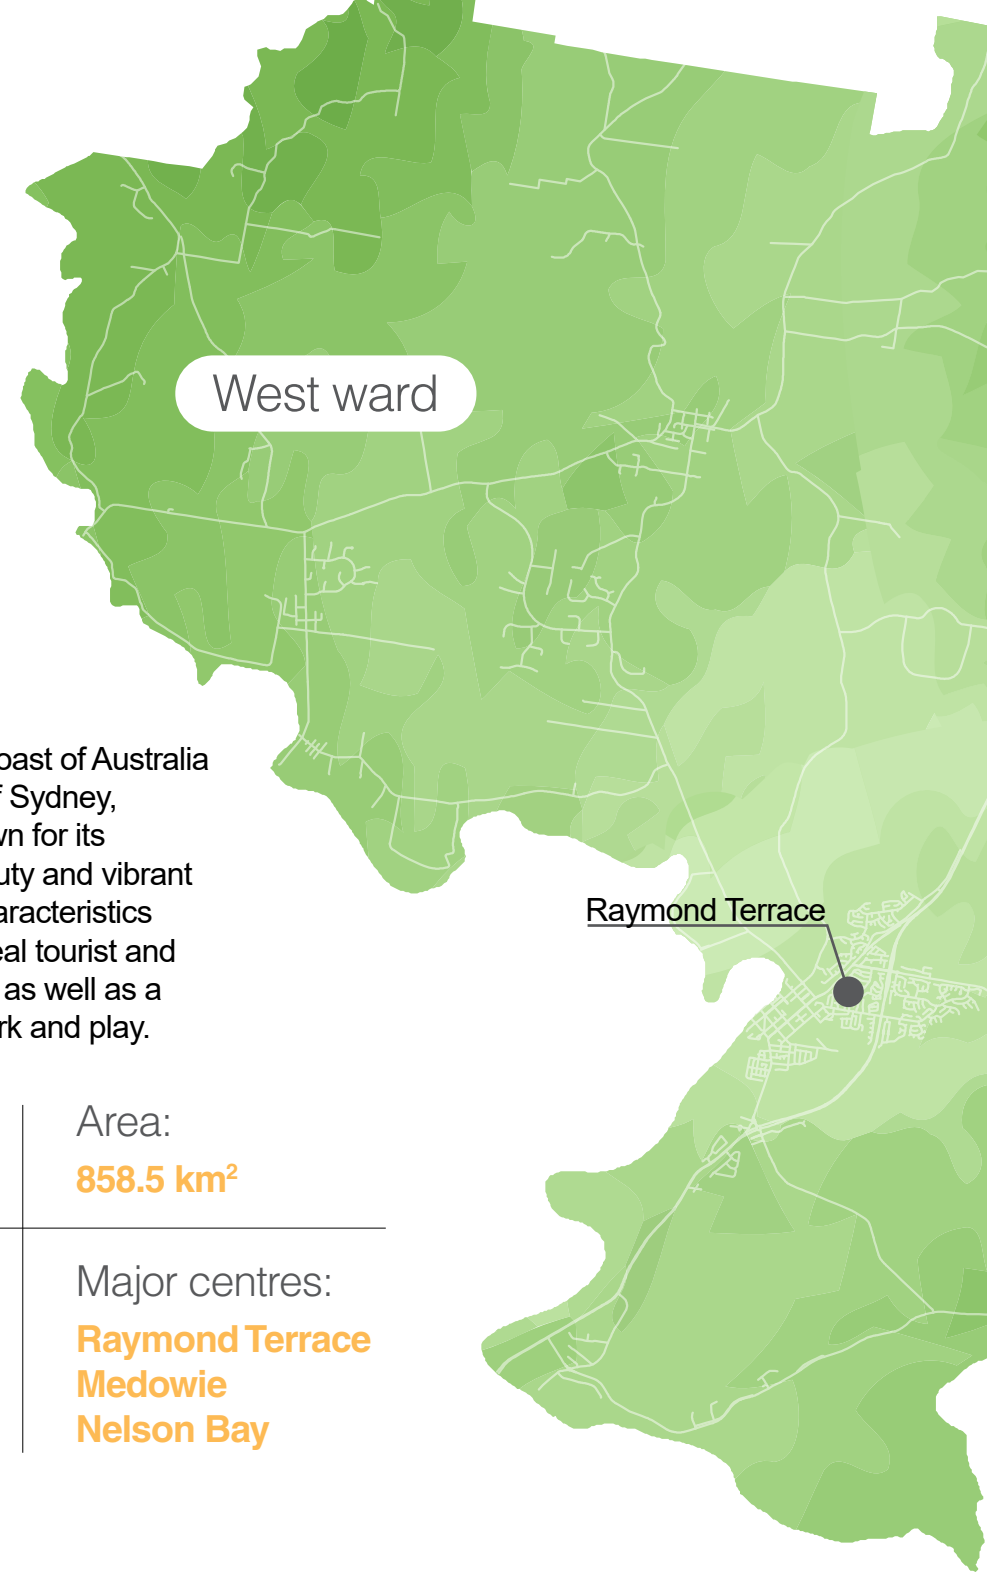 West ward
oast of Australia
f Sydney,
wn for its
uty and vibrant
aracteristics
eal tourist and
as well as a
rk and play.
Raymond Terrace
Area:
858.5 km²
Major centres:
Raymond Terrace
Medowie
Nelson Bay